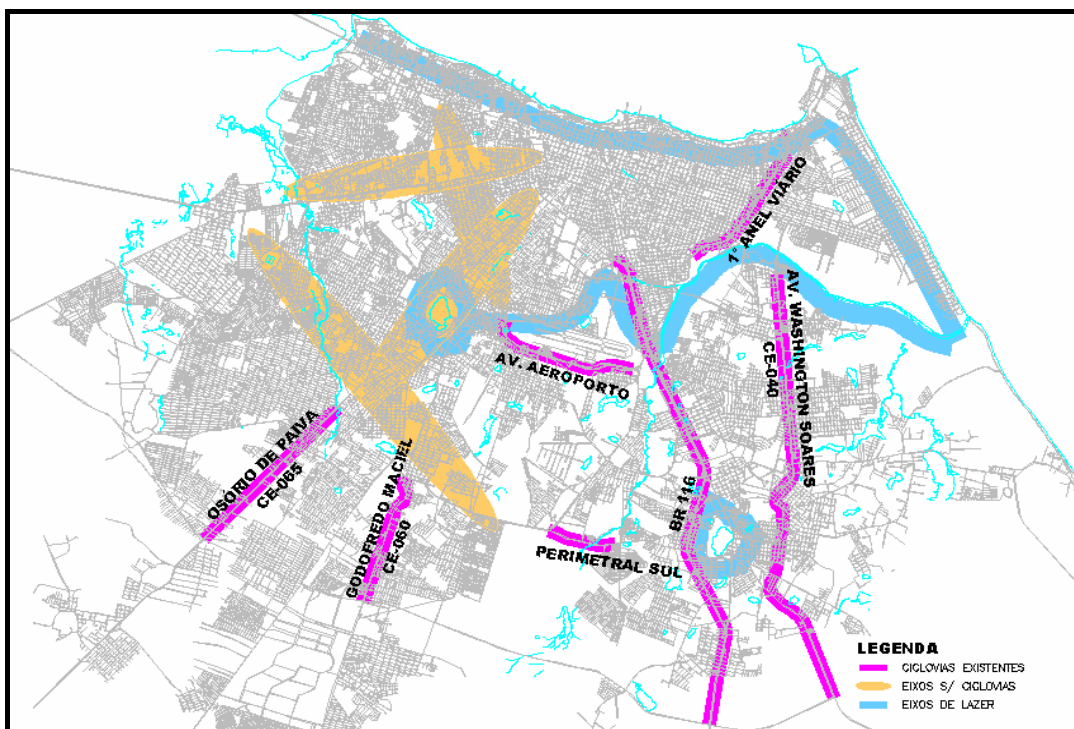 1° ANEL VIÁRIO
AV. WASHINGTON SOARES
CE-040
AV. AEROPORTO
OSÓRIO DE PAIVA
CE-065
GODOFREDO MACIEL
CE-060
BR 116
PERIMETRAL SUL
LEGENDA
CICLOVIAS EXISTENTES
EIXOS S/ CICLOVIAS
EIXOS DE LAZER